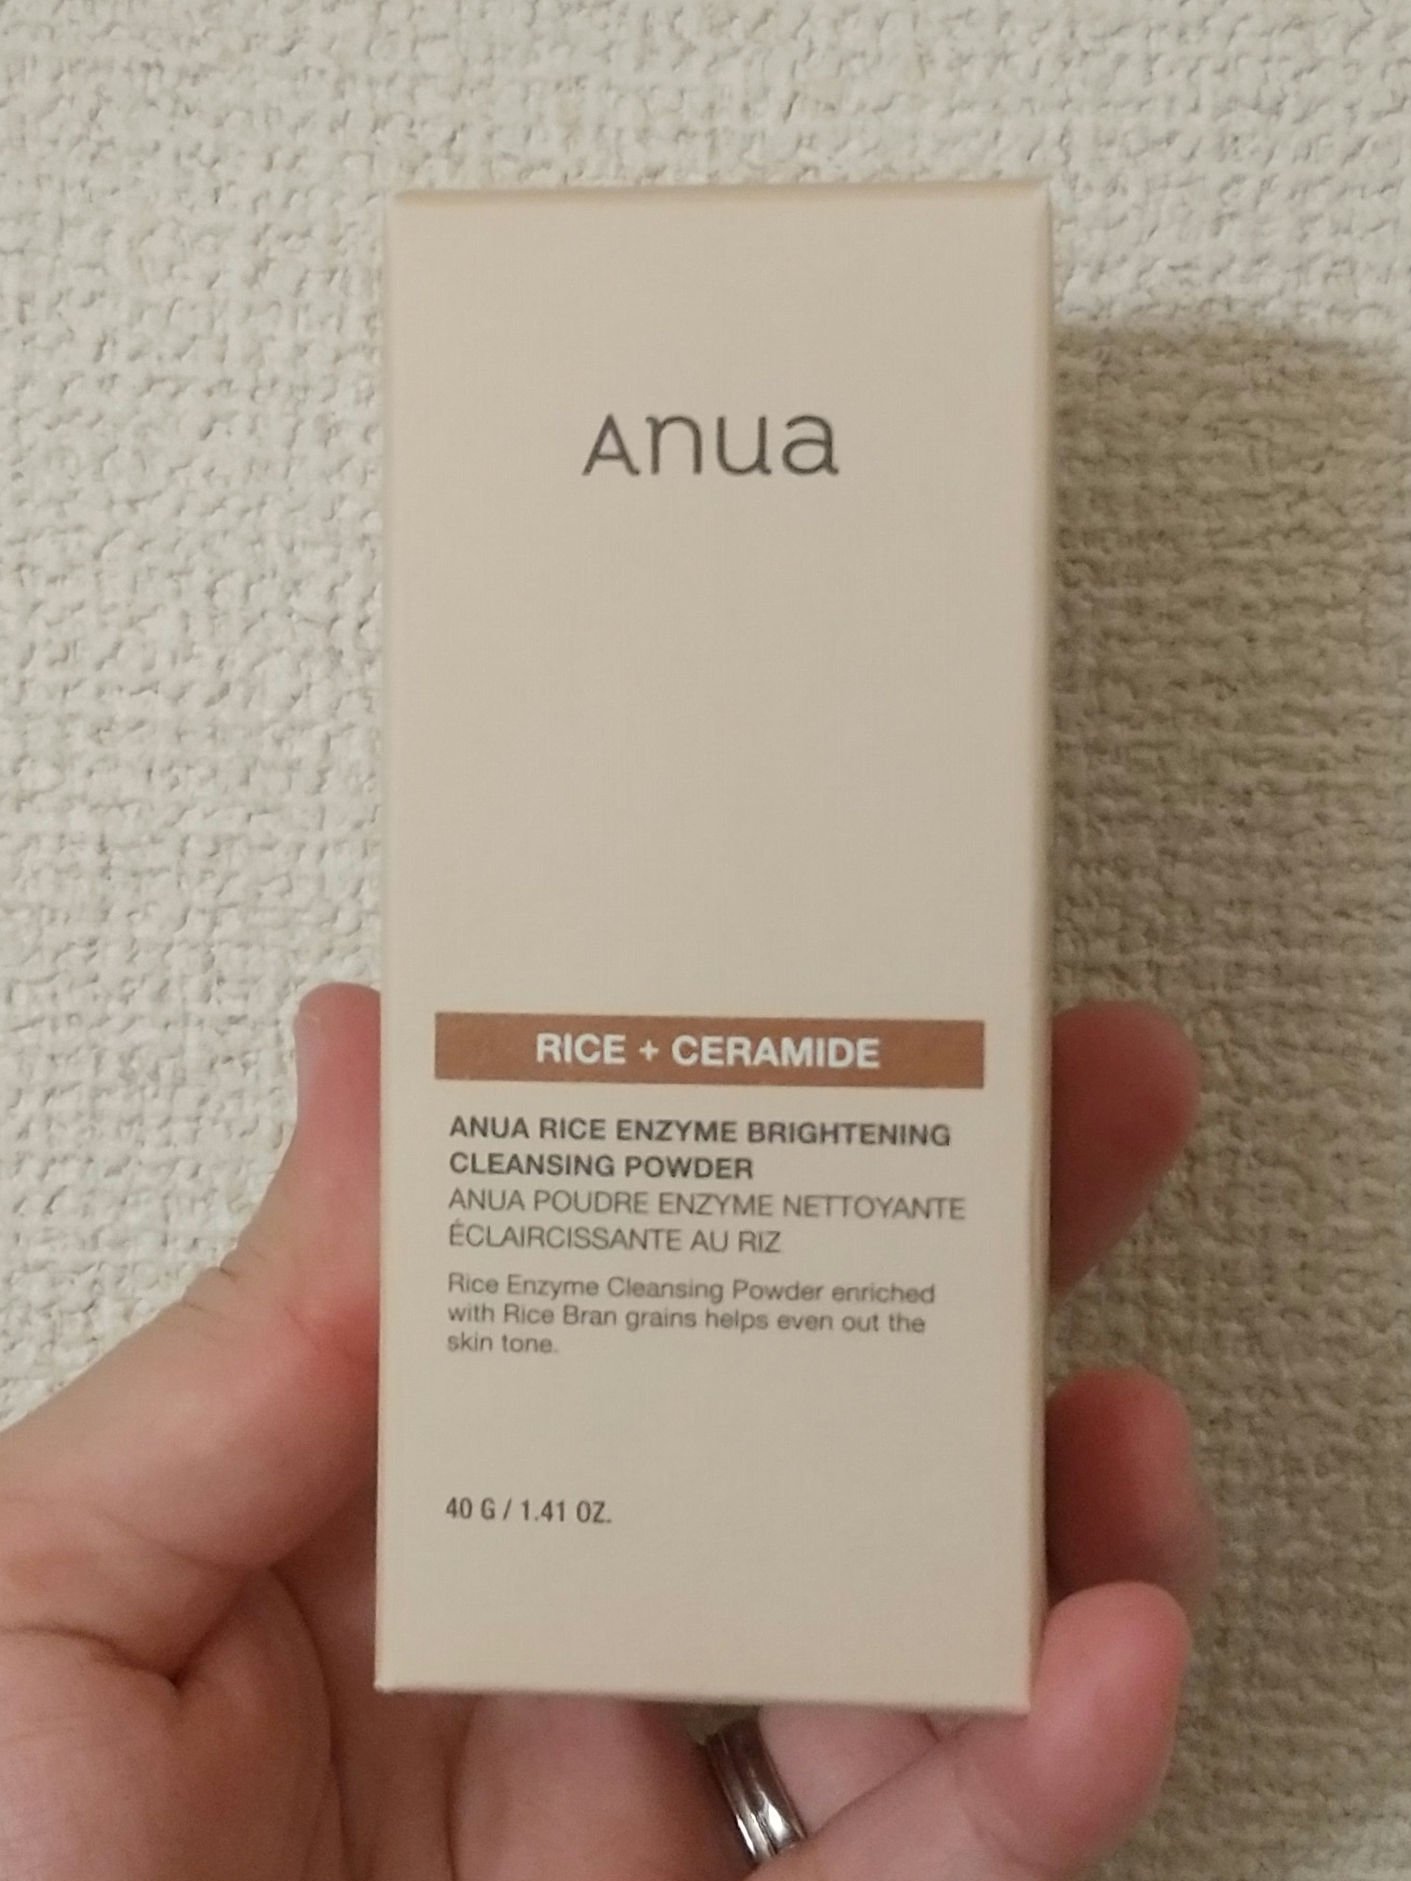 Anua
RICE + CERAMIDE
ANUA RICE ENZYME BRIGHTENING
CLEANSING POWDER
ANUA POUDRE ENZYME NETTOYANTE
ÉCLAIRCISSANTE AU RIZ
Rice Enzyme Cleansing Powder enriched
with Rice Bran grains helps even out the
skin tone.
40 G / 1.41 OZ.